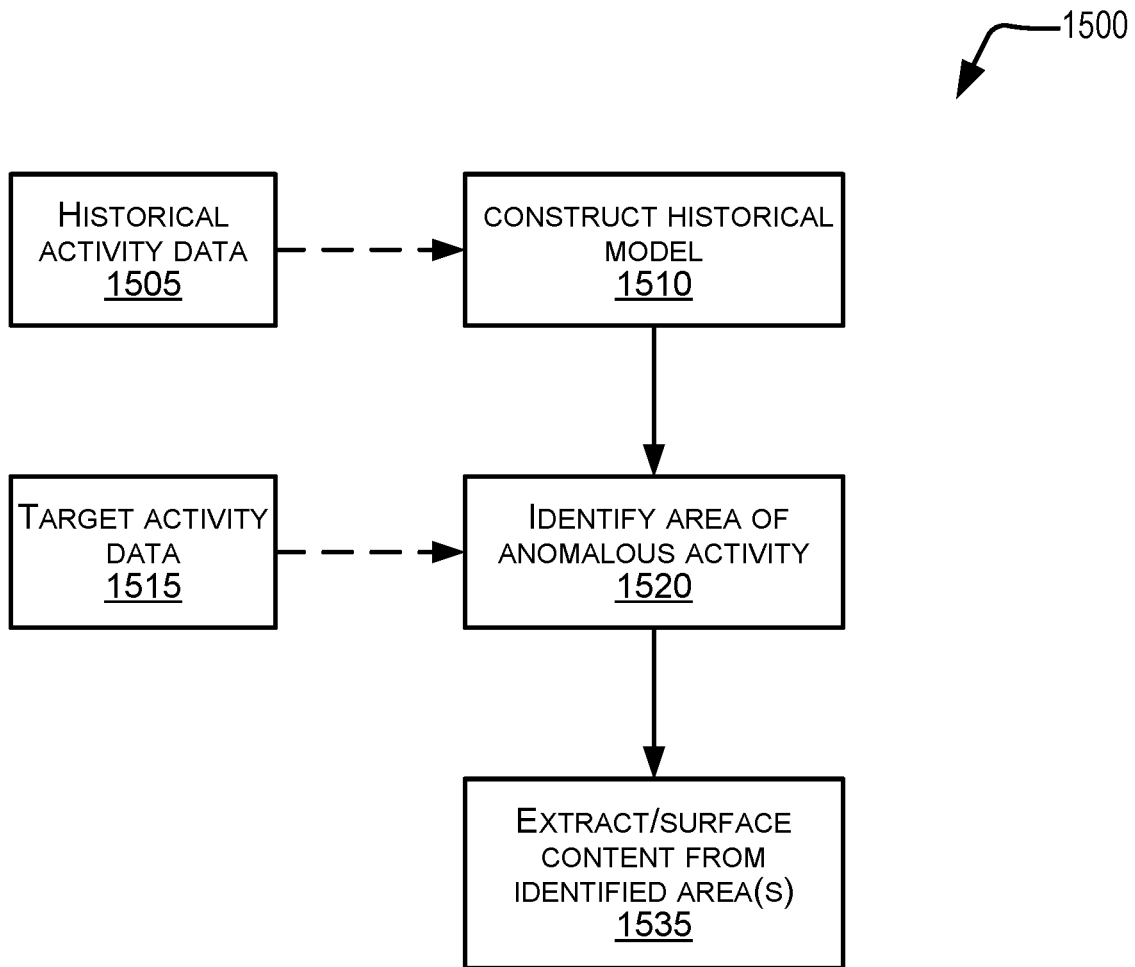 1500
HISTORICAL
ACTIVITY DATA
1505
CONSTRUCT HISTORICAL
MODEL
1510
TARGET ACTIVITY
DATA
1515
IDENTIFY AREA OF
ANOMALOUS ACTIVITY
1520
EXTRACT/SURFACE
CONTENT FROM
IDENTIFIED AREA(S)
1535